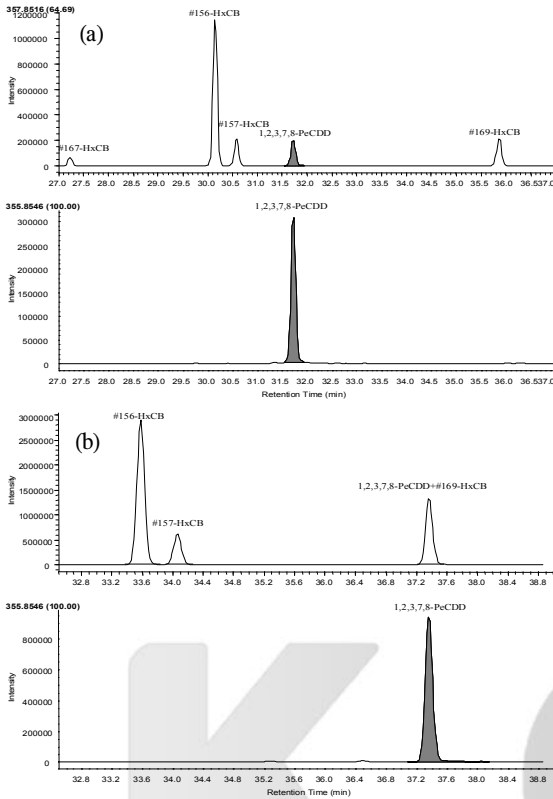 357.8516 (64.69)
(a)
Intensity
1200000
1000000
800000
600000
400000
200000
0
#167-HxCB
#156-HxCB
#157-HxCB
1,2,3,7,8-PeCDD
#169-HxCB
27.0 27.5 28.0 28.5 29.0 29.5 30.0 30.5 31.0 31.5 32.0 32.5 33.0 33.5 34.0 34.5 35.0 35.5 36.0 36.5 37.0
355.8546 (100.00)
1,2,3,7,8-PeCDD
Intensity
300000
250000
200000
150000
100000
50000
0
27.0 27.5 28.0 28.5 29.0 29.5 30.0 30.5 31.0 31.5 32.0 32.5 33.0 33.5 34.0 34.5 35.0 35.5 36.0 36.5 37.0
Retention Time (min)
(b)
Intensity
3000000
2500000
2000000
1500000
1000000
500000
0
#156-HxCB
#157-HxCB
1,2,3,7,8-PeCDD+#169-HxCB
32.8 33.2 33.6 34.0 34.4 34.8 35.2 35.6 36.0 36.4 36.8 37.2 37.6 38.0 38.4 38.8
355.8546 (100.00)
1,2,3,7,8-PeCDD
Intensity
800000
600000
400000
200000
0
32.8 33.2 33.6 34.0 34.4 34.8 35.2 35.6 36.0 36.4 36.8 37.2 37.6 38.0 38.4 38.8
Retention Time (min)